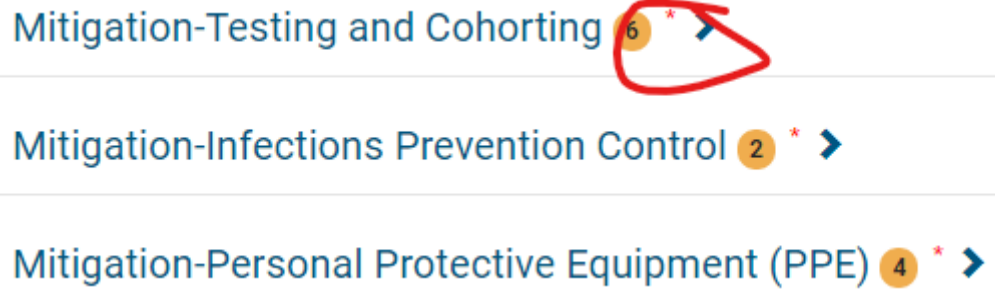 Mitigation-Testing and Cohorting 6 *
Mitigation-Infections Prevention Control 2 *
Mitigation-Personal Protective Equipment (PPE) 4 *